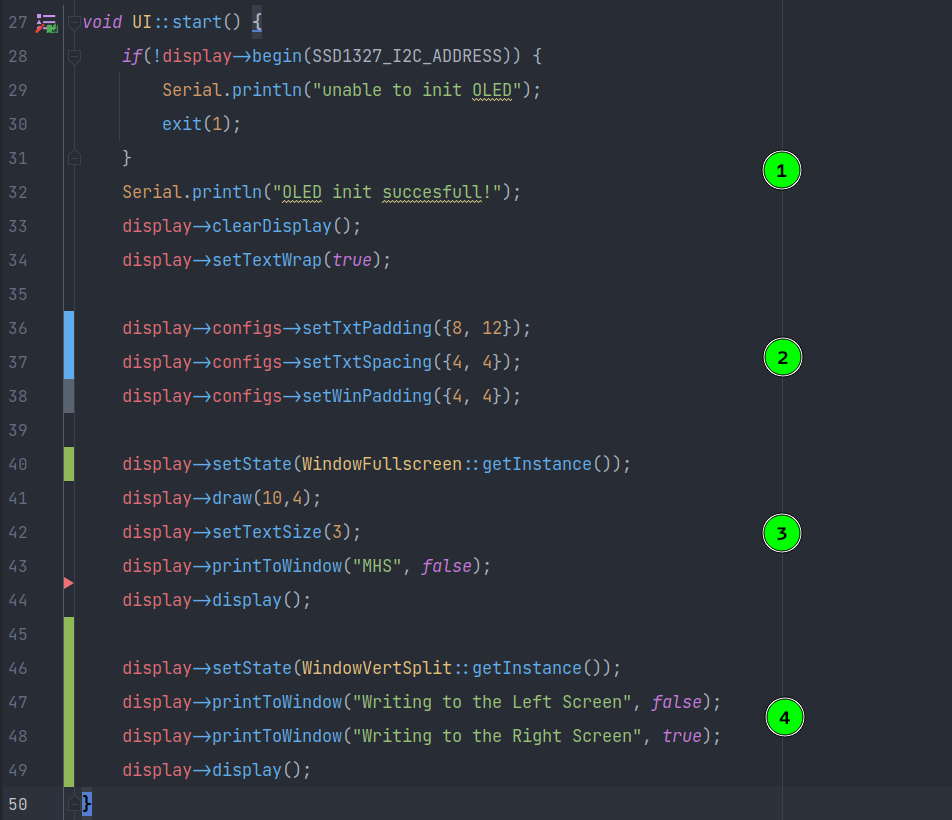 27 void UI::start() {
28 if(!display->begin(SSD1327_I2C_ADDRESS)) {
29 Serial.println("unable to init OLED");
30 exit(1);
31 }
1
32 Serial.println("OLED init succesfull!");
33 display->clearDisplay();
34 display->setTextWrap(true);
35
36 display->configs->setTxtPadding({8, 12});
37 display->configs->setTxtSpacing({4, 4});
2
38 display->configs->setWinPadding({4, 4});
39
40 display->setState(WindowFullscreen::getInstance());
41 display->draw(10,4);
42 display->setTextSize(3);
3
43 display->printToWindow("MHS", false);
44 display->display();
45
46 display->setState(WindowVertSplit::getInstance());
47 display->printToWindow("Writing to the Left Screen", false);
4
48 display->printToWindow("Writing to the Right Screen", true);
49 display->display();
50 }